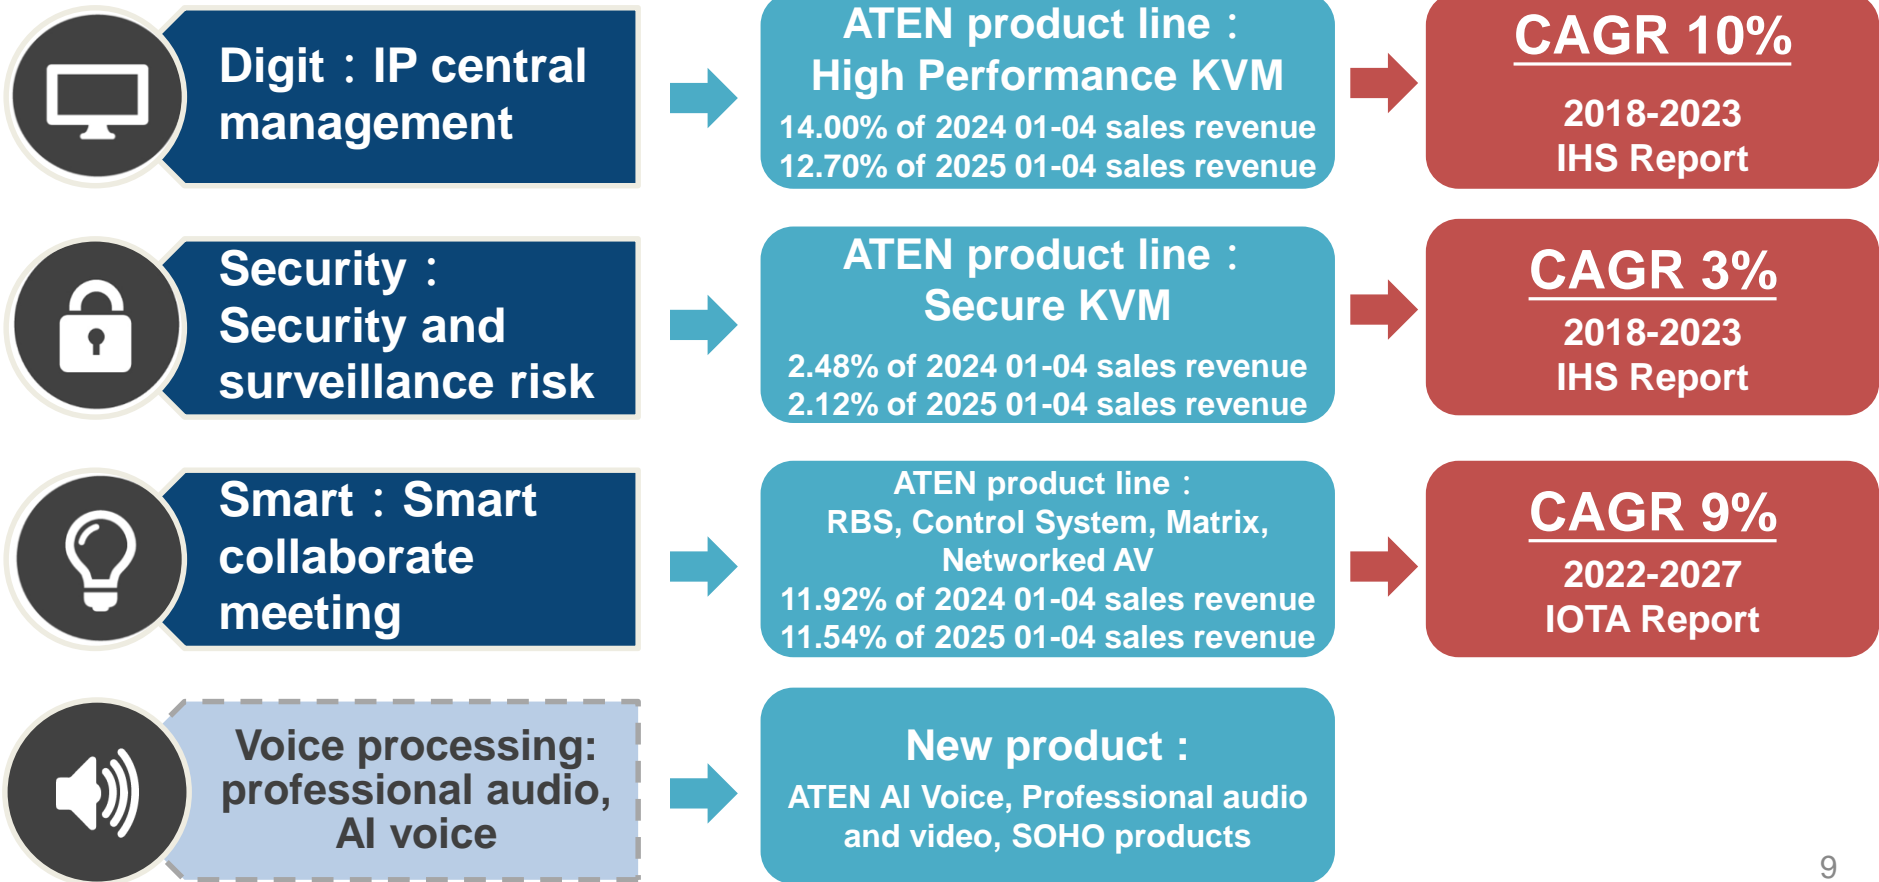 Digit：IP central
management
ATEN product line：
High Performance KVM
14.00% of 2024 01-04 sales revenue
12.70% of 2025 01-04 sales revenue
CAGR 10%
2018-2023
IHS Report
Security：
Security and
surveillance risk
ATEN product line：
Secure KVM
2.48% of 2024 01-04 sales revenue
2.12% of 2025 01-04 sales revenue
CAGR 3%
2018-2023
IHS Report
Smart：Smart
collaborate
meeting
ATEN product line：
RBS, Control System, Matrix,
Networked AV
11.92% of 2024 01-04 sales revenue
11.54% of 2025 01-04 sales revenue
CAGR 9%
2022-2027
IOTA Report
Voice processing:
professional audio,
AI voice
New product：
ATEN AI Voice, Professional audio
and video, SOHO products
9